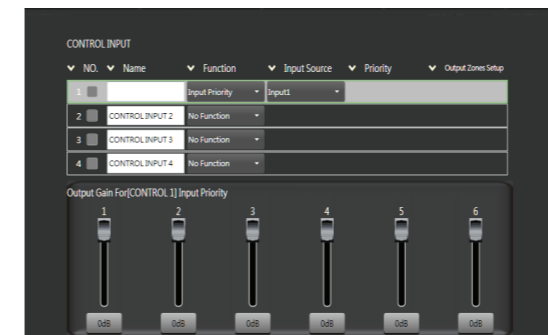 CONTROL INPUT
NO. Name Function Input Source Priority Output Zones Setup
1 Input Priority Input1
2 CONTROL INPUT 2 No Function
3 CONTROL INPUT 3 No Function
4 CONTROL INPUT 4 No Function
Output Gain For[CONTROL 1] Input Priority
1 2 3 4 5 6
0dB 0dB 0dB 0dB 0dB 0dB